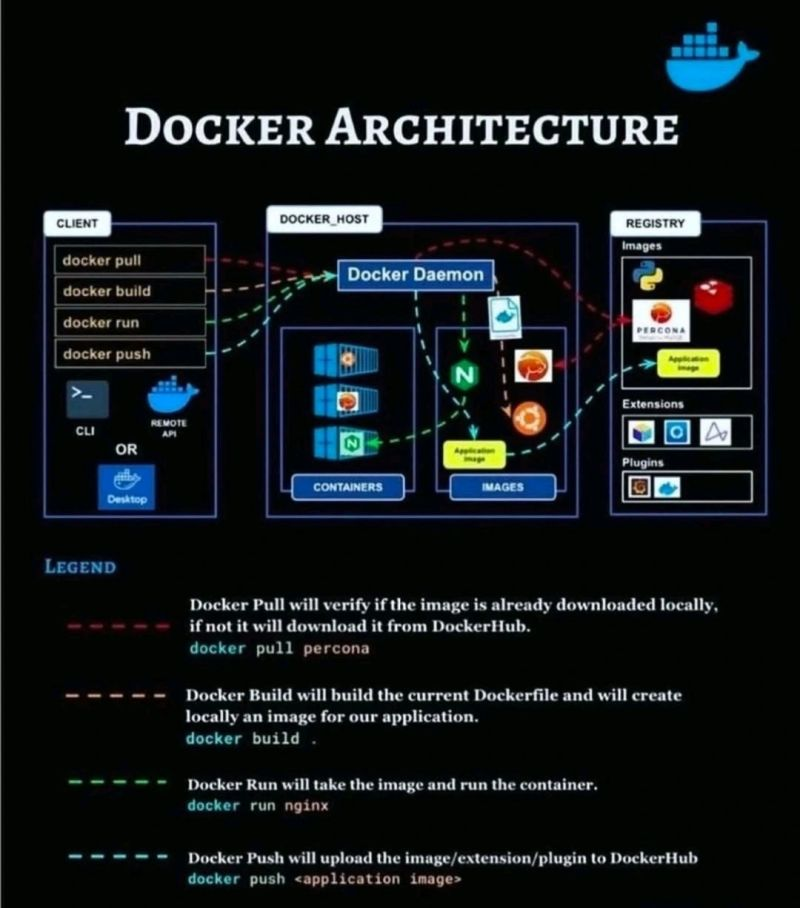 DOCKER ARCHITECTURE
CLIENT
docker pull
docker build
docker run
docker push
>_
CLI
REMOTE
API
OR
Desktop
DOCKER_HOST
Docker Daemon
N
N
Application
Image
CONTAINERS
IMAGES
REGISTRY
Images
PERCONA
Application
Image
Extensions
Plugins
LEGEND
Docker Pull will verify if the image is already downloaded locally,
if not it will download it from DockerHub.
docker pull percona
Docker Build will build the current Dockerfile and will create
locally an image for our application.
docker build .
Docker Run will take the image and run the container.
docker run nginx
Docker Push will upload the image/extension/plugin to DockerHub
docker push <application image>